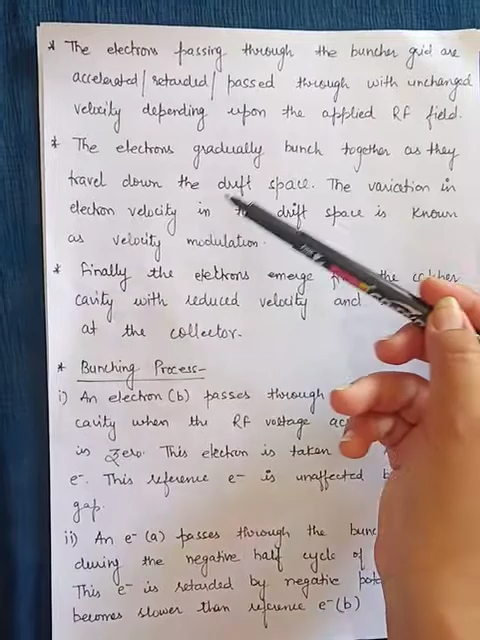 * The electrons passing through the buncher grid are
accelerated/retarded/passed through with unchanged
velocity depending upon the applied RF field.
* The electrons gradually bunch together as they
travel down the drift space. The variation in
electron velocity in drift space is known
as velocity modulation.
* Finally the eletrons emerge the catcher
cavity with reduced velocity and
at the collector.
* Bunching Process-
i) An electron (b) passes through
cavity when the RF voltage
is zero. This electron is taken
e⁻. This reference e⁻ is unaffected
gap.
ii) An e⁻ (a) passes through the
during the negative half cycle of
This e⁻ is retarded by negative
becomes slower than reference e⁻(b)